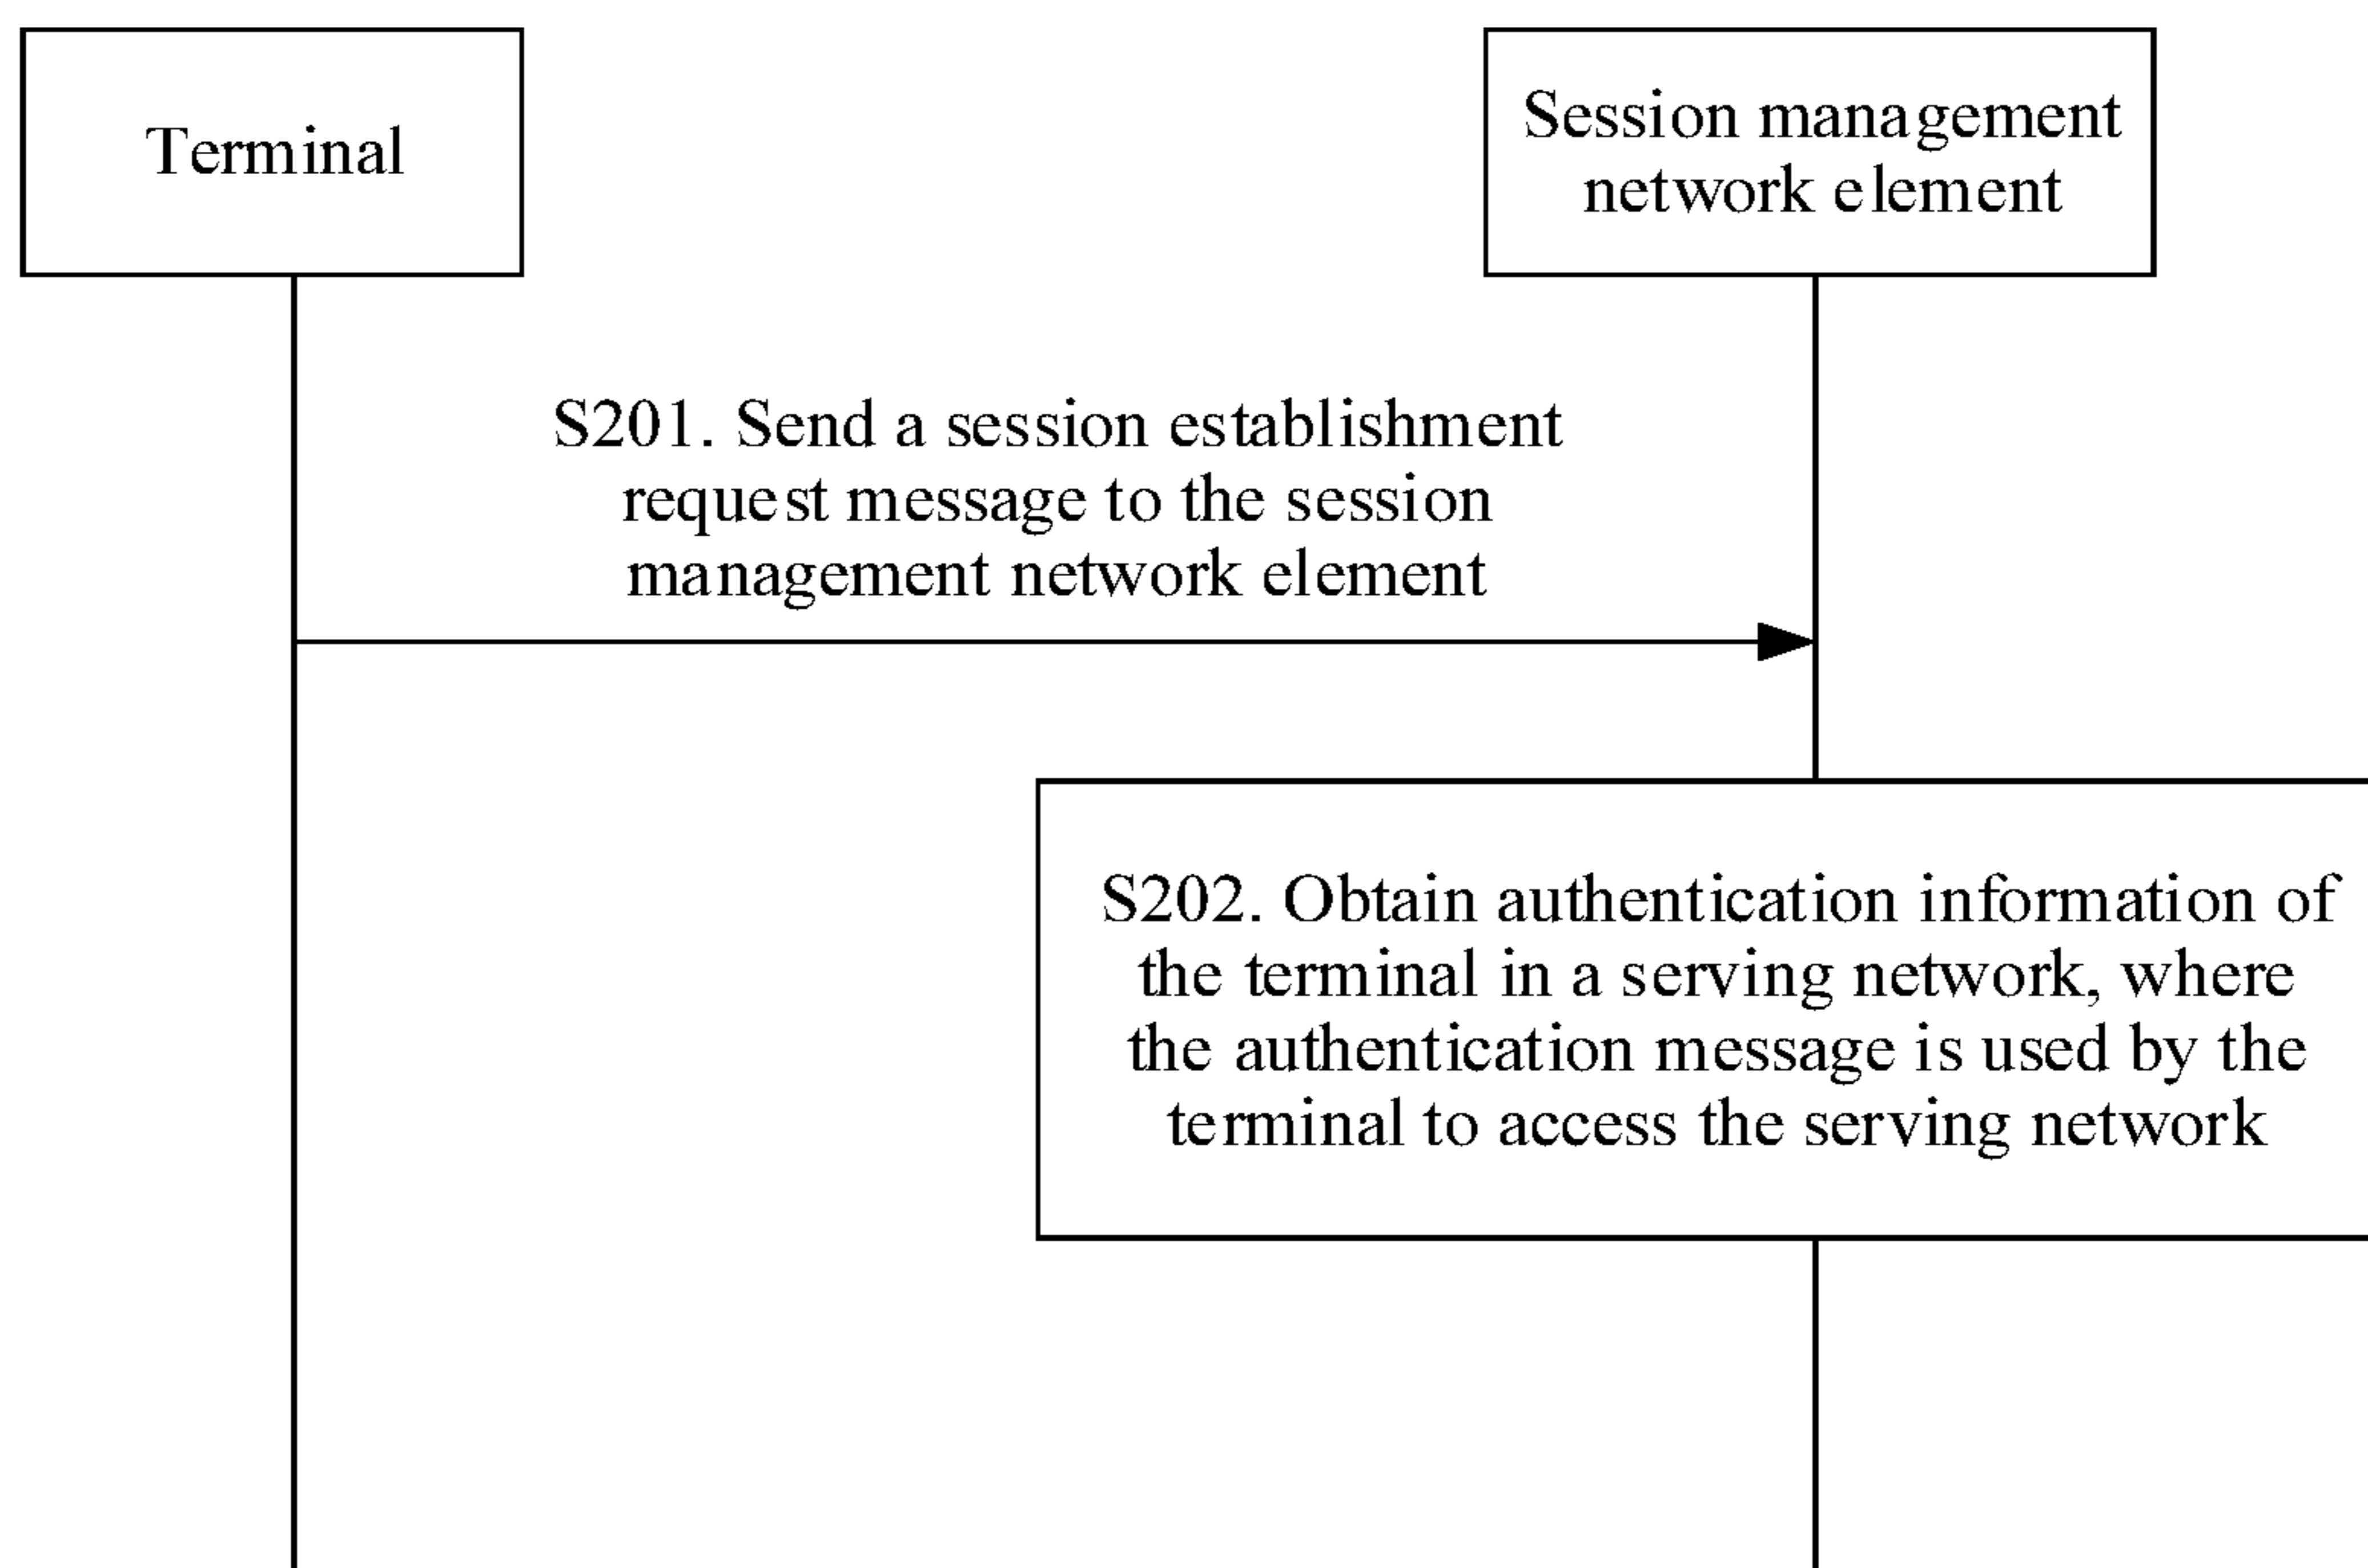 Terminal
Session management
network element
S201. Send a session establishment
request message to the session
management network element
S202. Obtain authentication information of
the terminal in a serving network, where
the authentication message is used by the
terminal to access the serving network